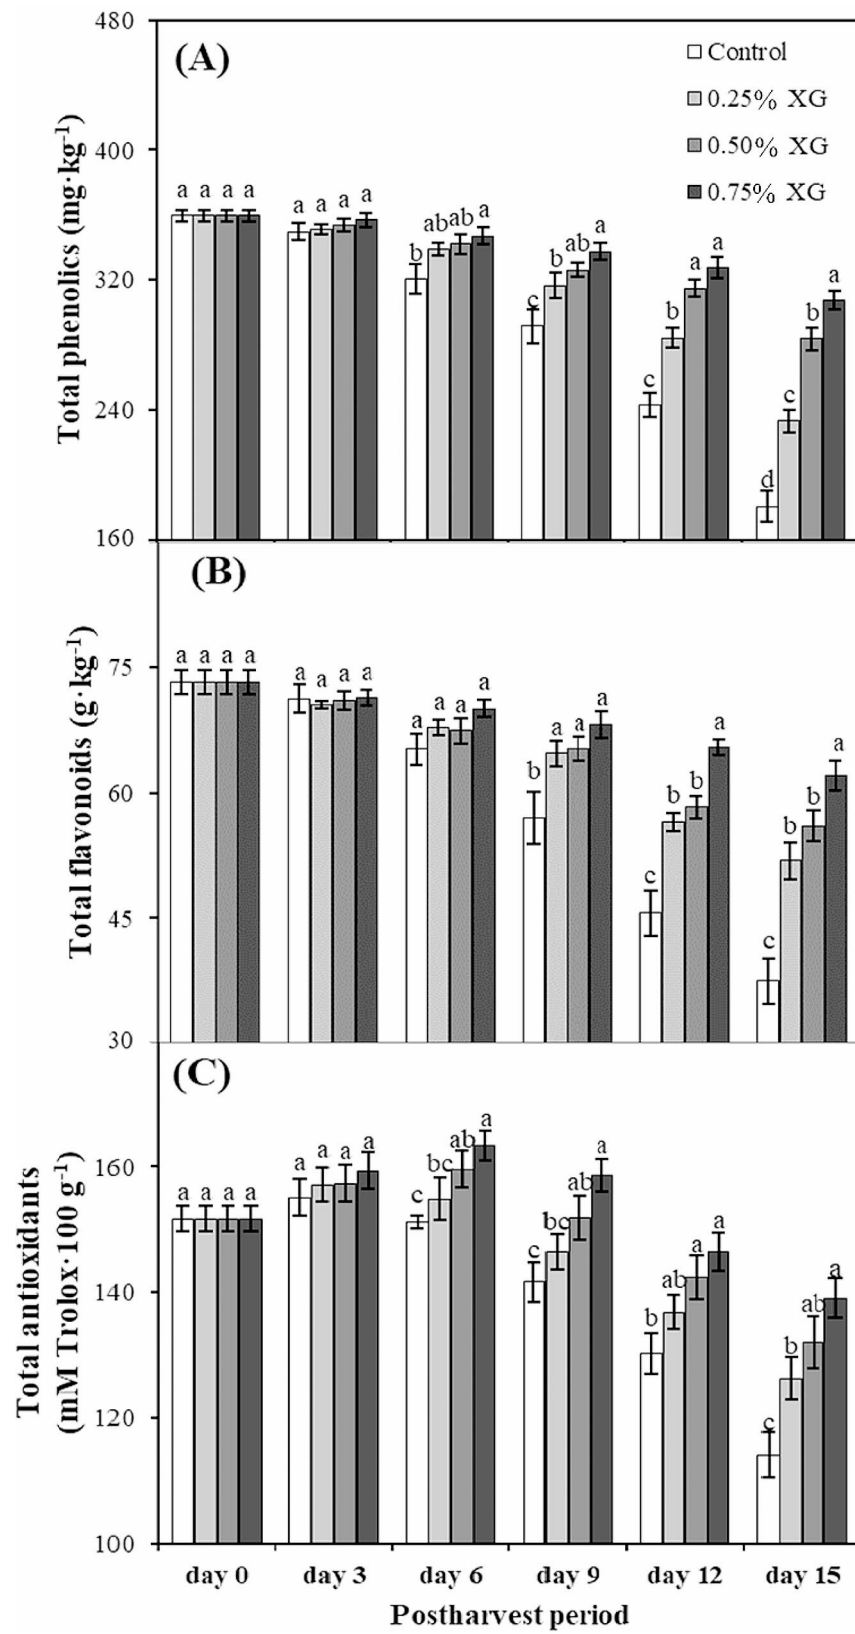 480
(A)
Control
0.25% XG
0.50% XG
0.75% XG
400
320
240
160
Total phenolics (mg·kg⁻¹)
a a a a
a a a a
b ab ab a
c b ab a
c b a a
d c b a
(B)
75
60
45
30
Total flavonoids (g·kg⁻¹)
a a a a
a a a a
a a a a
b a a a
c b b a
c b b a
(C)
160
140
120
100
Total antioxidants
(mM Trolox·100 g⁻¹)
a a a a
a a a a
c bc ab a
c bc ab a
b ab a a
c b ab a
day 0 day 3 day 6 day 9 day 12 day 15
Postharvest period